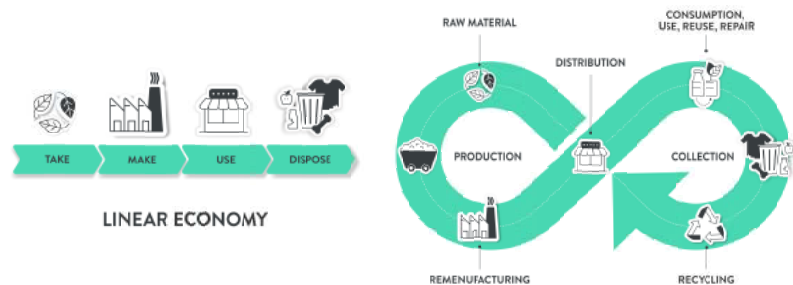 TAKE
MAKE
USE
DISPOSE
LINEAR ECONOMY
RAW MATERIAL
CONSUMPTION,
USE, REUSE, REPAIR
DISTRIBUTION
PRODUCTION
COLLECTION
REMENUFACTURING
RECYCLING